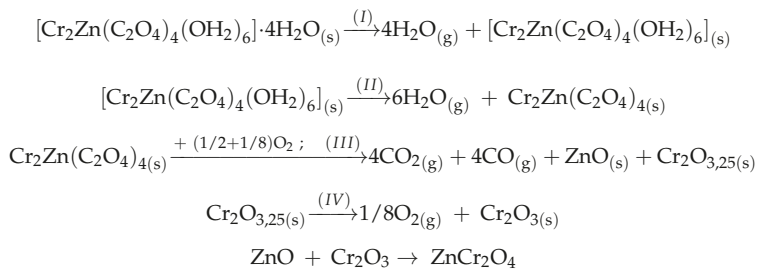 [Cr₂Zn(C₂O₄)₄(OH₂)₆]·4H₂O₍ₛ₎ —(I)→ 4H₂O(g) + [Cr₂Zn(C₂O₄)₄(OH₂)₆]₍ₛ₎
[Cr₂Zn(C₂O₄)₄(OH₂)₆]₍ₛ₎ —(II)→ 6H₂O(g) + Cr₂Zn(C₂O₄)₄₍ₛ₎
Cr₂Zn(C₂O₄)₄₍ₛ₎ —+ (1/2+1/8)O₂ ; (III)→ 4CO₂(g) + 4CO(g) + ZnO₍ₛ₎ + Cr₂O₃,₂₅₍ₛ₎
Cr₂O₃,₂₅₍ₛ₎ —(IV)→ 1/8O₂(g) + Cr₂O₃₍ₛ₎
ZnO + Cr₂O₃ → ZnCr₂O₄